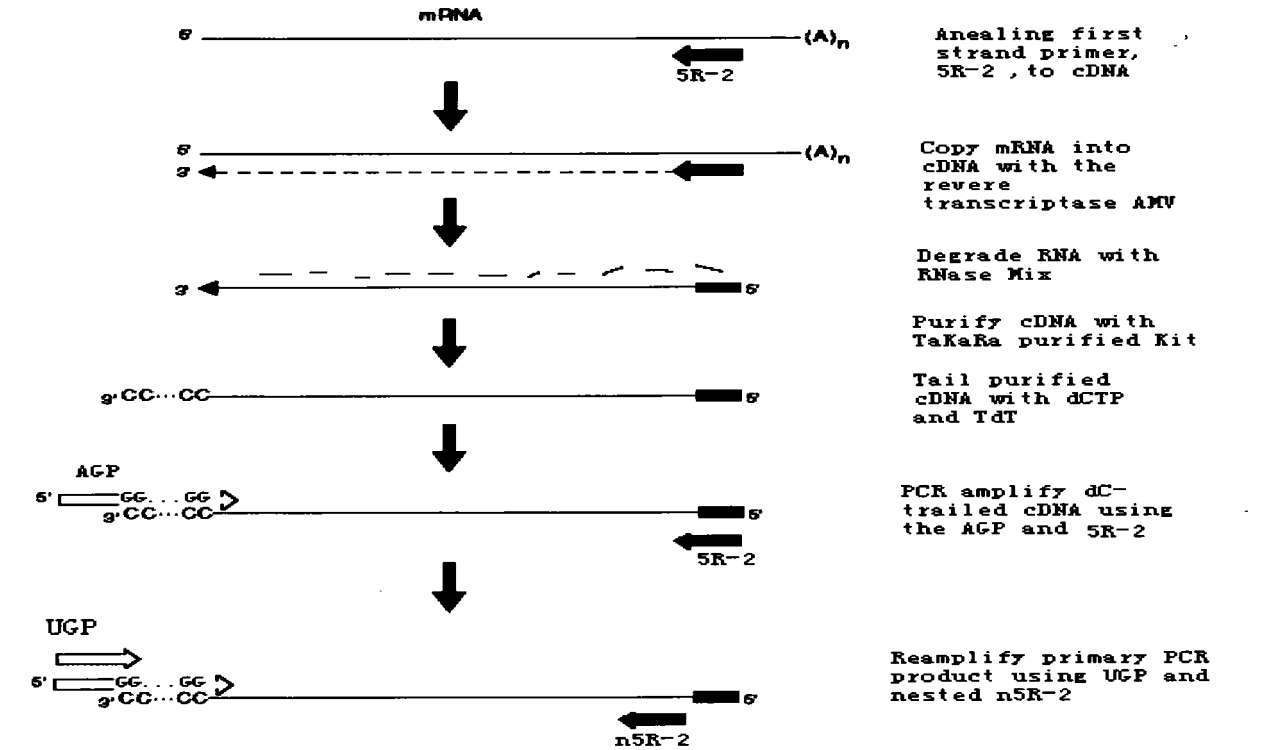 mRNA
5' (A)n
5R-2
Anealing first
strand primer,
5R-2 , to cDNA
5' (A)n
3'
Copy mRNA into
cDNA with the
revere
transcriptase AMV
3' 5'
Degrade RNA with
RNase Mix
Purify cDNA with
TaKaRa purified Kit
3' CC...CC 5'
Tail purified
cDNA with dCTP
and TdT
AGP
5' GG...GG
3' CC...CC 5'
5R-2
PCR amplify dC-
trailed cDNA using
the AGP and 5R-2
UGP
5' GG...GG
3' CC...CC 5'
n5R-2
Reamplify primary PCR
product using UGP and
nested n5R-2